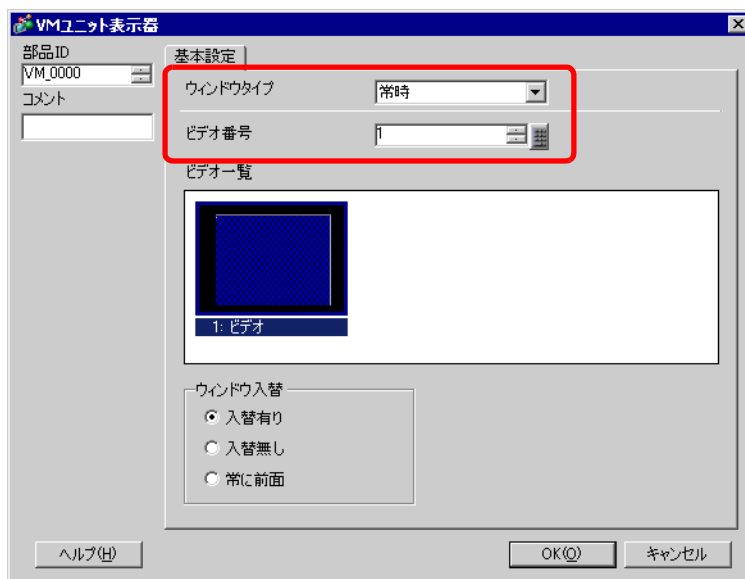 VMユニット表示器
部品ID
VM_0000
コメント
基本設定
ウィンドウタイプ
常時
ビデオ番号
1
ビデオ一覧
1: ビデオ
ウィンドウ入替
入替有り
入替無し
常に前面
ヘルプ(H)
OK(O)
キャンセル